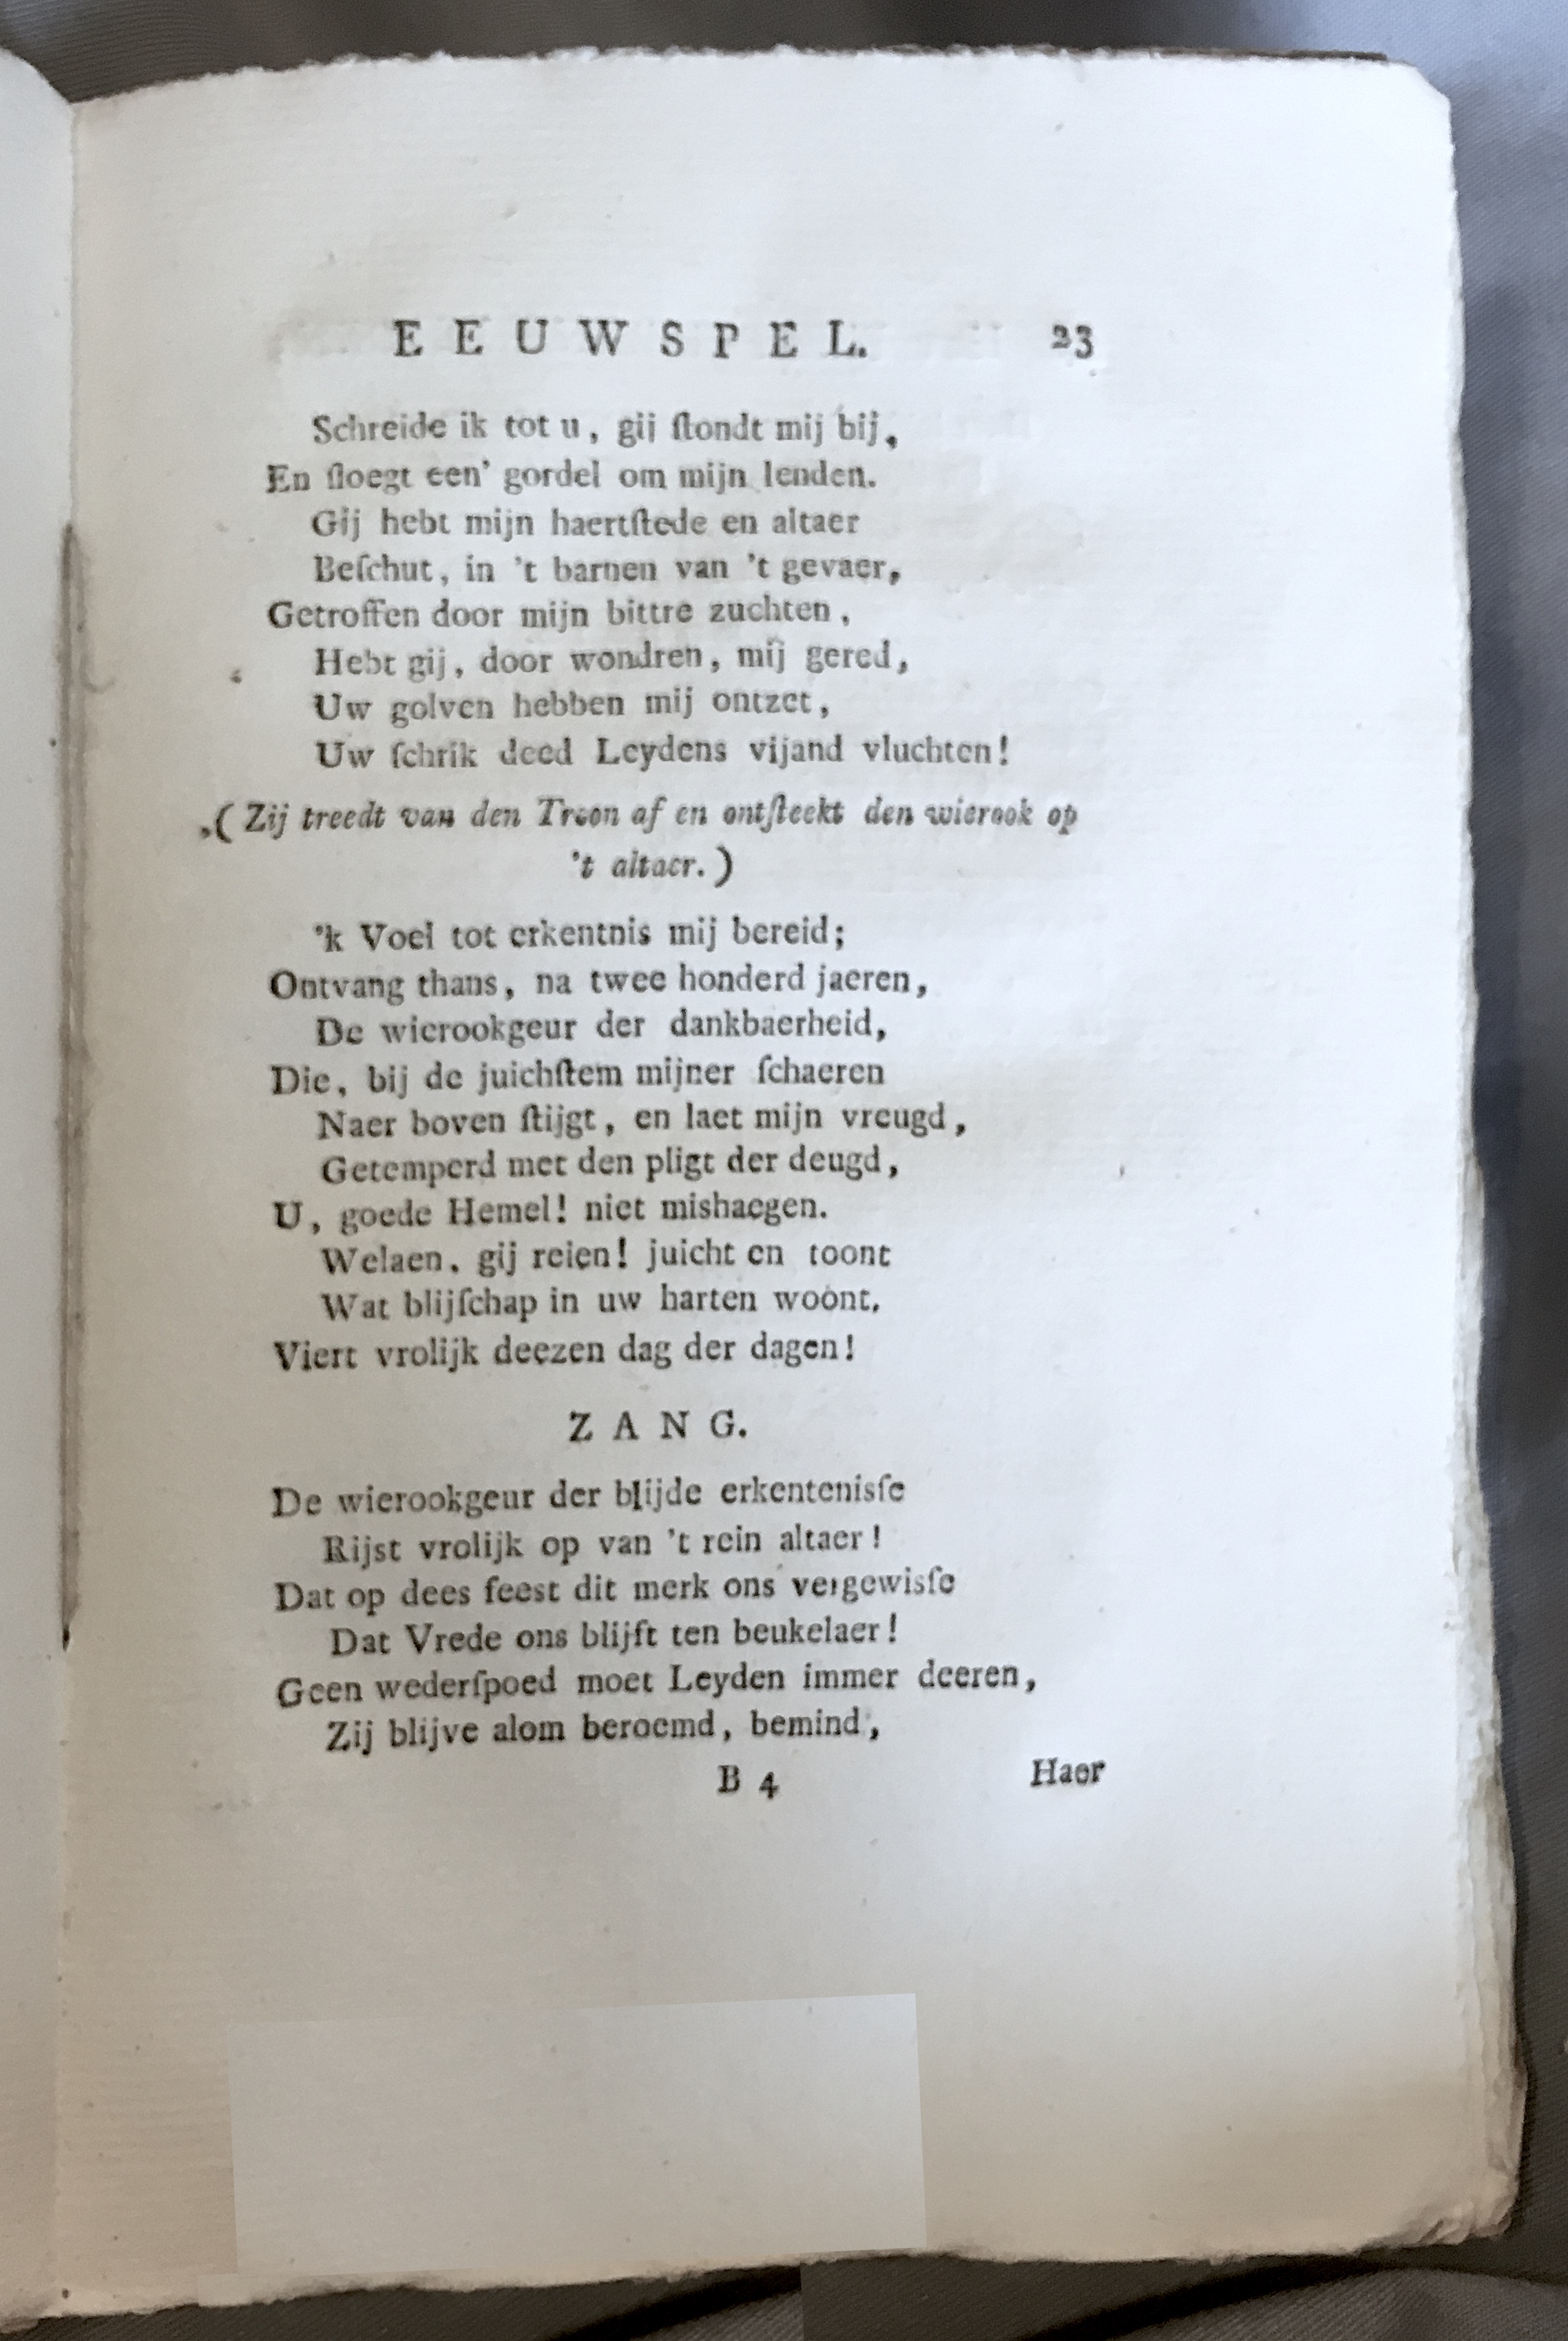 EEUWSPEL. 23
Schreide ik tot u, gij ſtondt mij bij,
En ſloegt een' gordel om mijn lenden.
Gij hebt mijn haertſtede en altaer
Beſchut, in 't barnen van 't gevaer,
Getroffen door mijn bittre zuchten,
Hebt gij, door wondren, mij gered,
Uw golven hebben mij ontzet,
Uw ſchrik deed Leydens vijand vluchten!
(Zij treedt van den Troon af en ontſteekt den wierook op
't altaer.)
'k Voel tot erkentnis mij bereid;
Ontvang thans, na twee honderd jaeren,
De wierookgeur der dankbaerheid,
Die, bij de juichſtem mijner ſchaeren
Naer boven ſtijgt, en laet mijn vreugd,
Getemperd met den pligt der deugd,
U, goede Hemel! niet mishaegen.
Welaen, gij reien! juicht en toont
Wat blijſchap in uw harten woont.
Viert vrolijk deezen dag der dagen!
ZANG.
De wierookgeur der blijde erkentenisſe
Rijst vrolijk op van 't rein altaer!
Dat op dees feest dit merk ons vergewisſe
Dat Vrede ons blijft ten beukelaer!
Geen wederſpoed moet Leyden immer deeren,
Zij blijve alom beroemd, bemind,
B 4 Haer